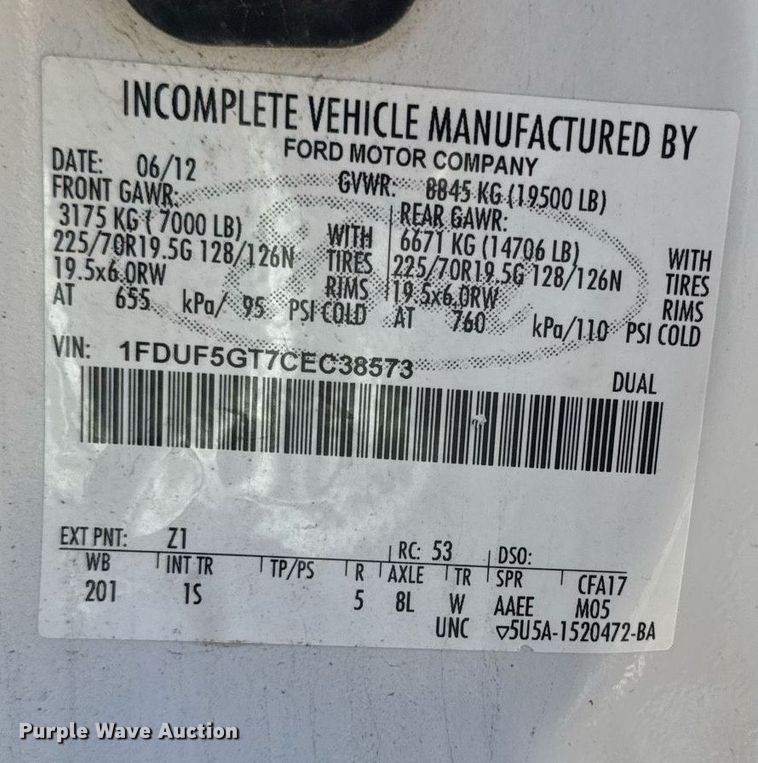 INCOMPLETE VEHICLE MANUFACTURED BY
FORD MOTOR COMPANY
DATE: 06/12 GVWR: 8845 KG (19500 LB)
FRONT GAWR: REAR GAWR:
3175 KG ( 7000 LB) WITH 6671 KG (14706 LB) WITH
225/70R19.5G 128/126N TIRES 225/70R19.5G 128/126N TIRES
19.5x6.0RW RIMS 19.5x6.0RW RIMS
AT 655 kPa/ 95 PSI COLD AT 760 kPa/110 PSI COLD
VIN: 1FDUF5GT7CEC38573 DUAL
EXT PNT: Z1 RC: 53 DSO:
WB INT TR TP/PS R AXLE TR SPR CFA17
201 1S 5 8L W AAEE M05
UNC ▽5U5A-1520472-BA
Purple Wave Auction